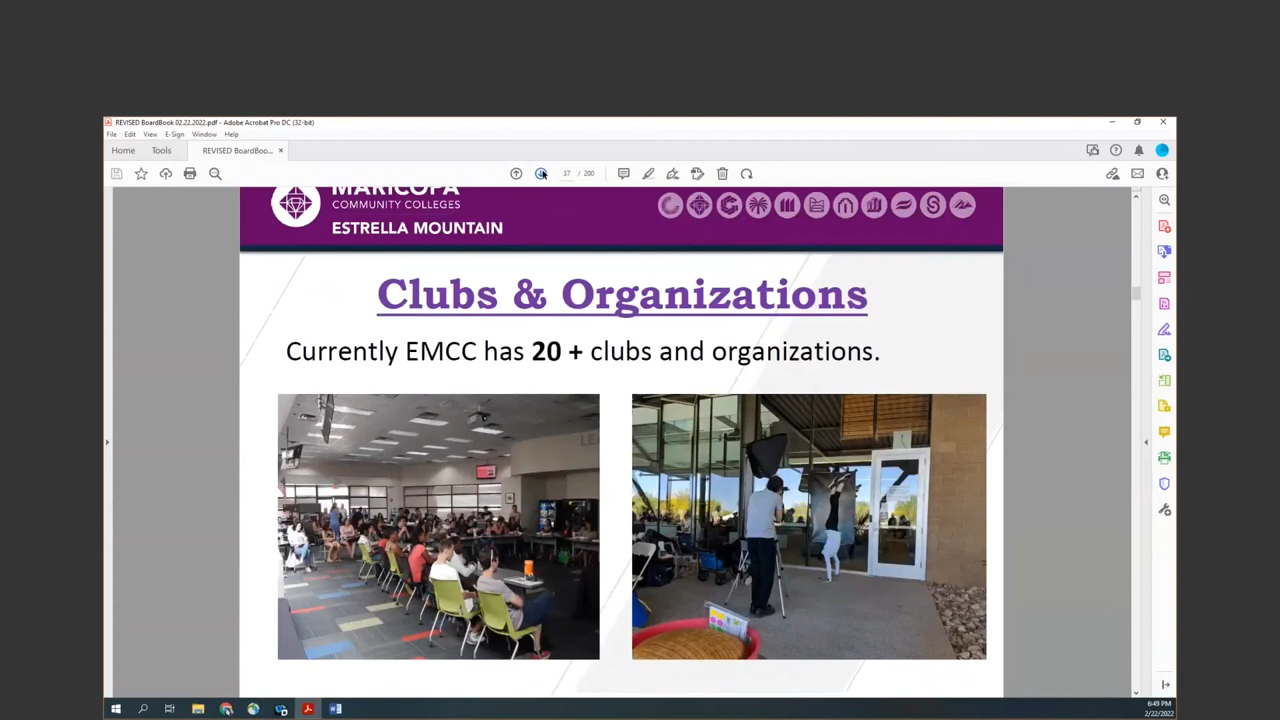 REVISED BoardBook 02.22.2022.pdf - Adobe Acrobat Pro DC (32-bit)
File Edit View E-Sign Window Help
Home Tools REVISED BoardBoo... ×
37 / 200
MARICOPA
COMMUNITY COLLEGES
ESTRELLA MOUNTAIN
Clubs & Organizations
Currently EMCC has 20 + clubs and organizations.
6:49 PM
2/22/2022